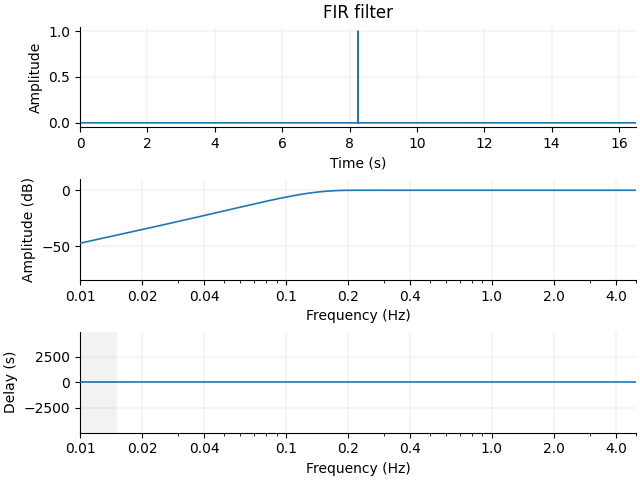 FIR filter
1.0
0.5
0.0
Amplitude
0 2 4 6 8 10 12 14 16
Time (s)
0
−50
Amplitude (dB)
0.01 0.02 0.04 0.1 0.2 0.4 1.0 2.0 4.0
Frequency (Hz)
2500
0
−2500
Delay (s)
0.01 0.02 0.04 0.1 0.2 0.4 1.0 2.0 4.0
Frequency (Hz)